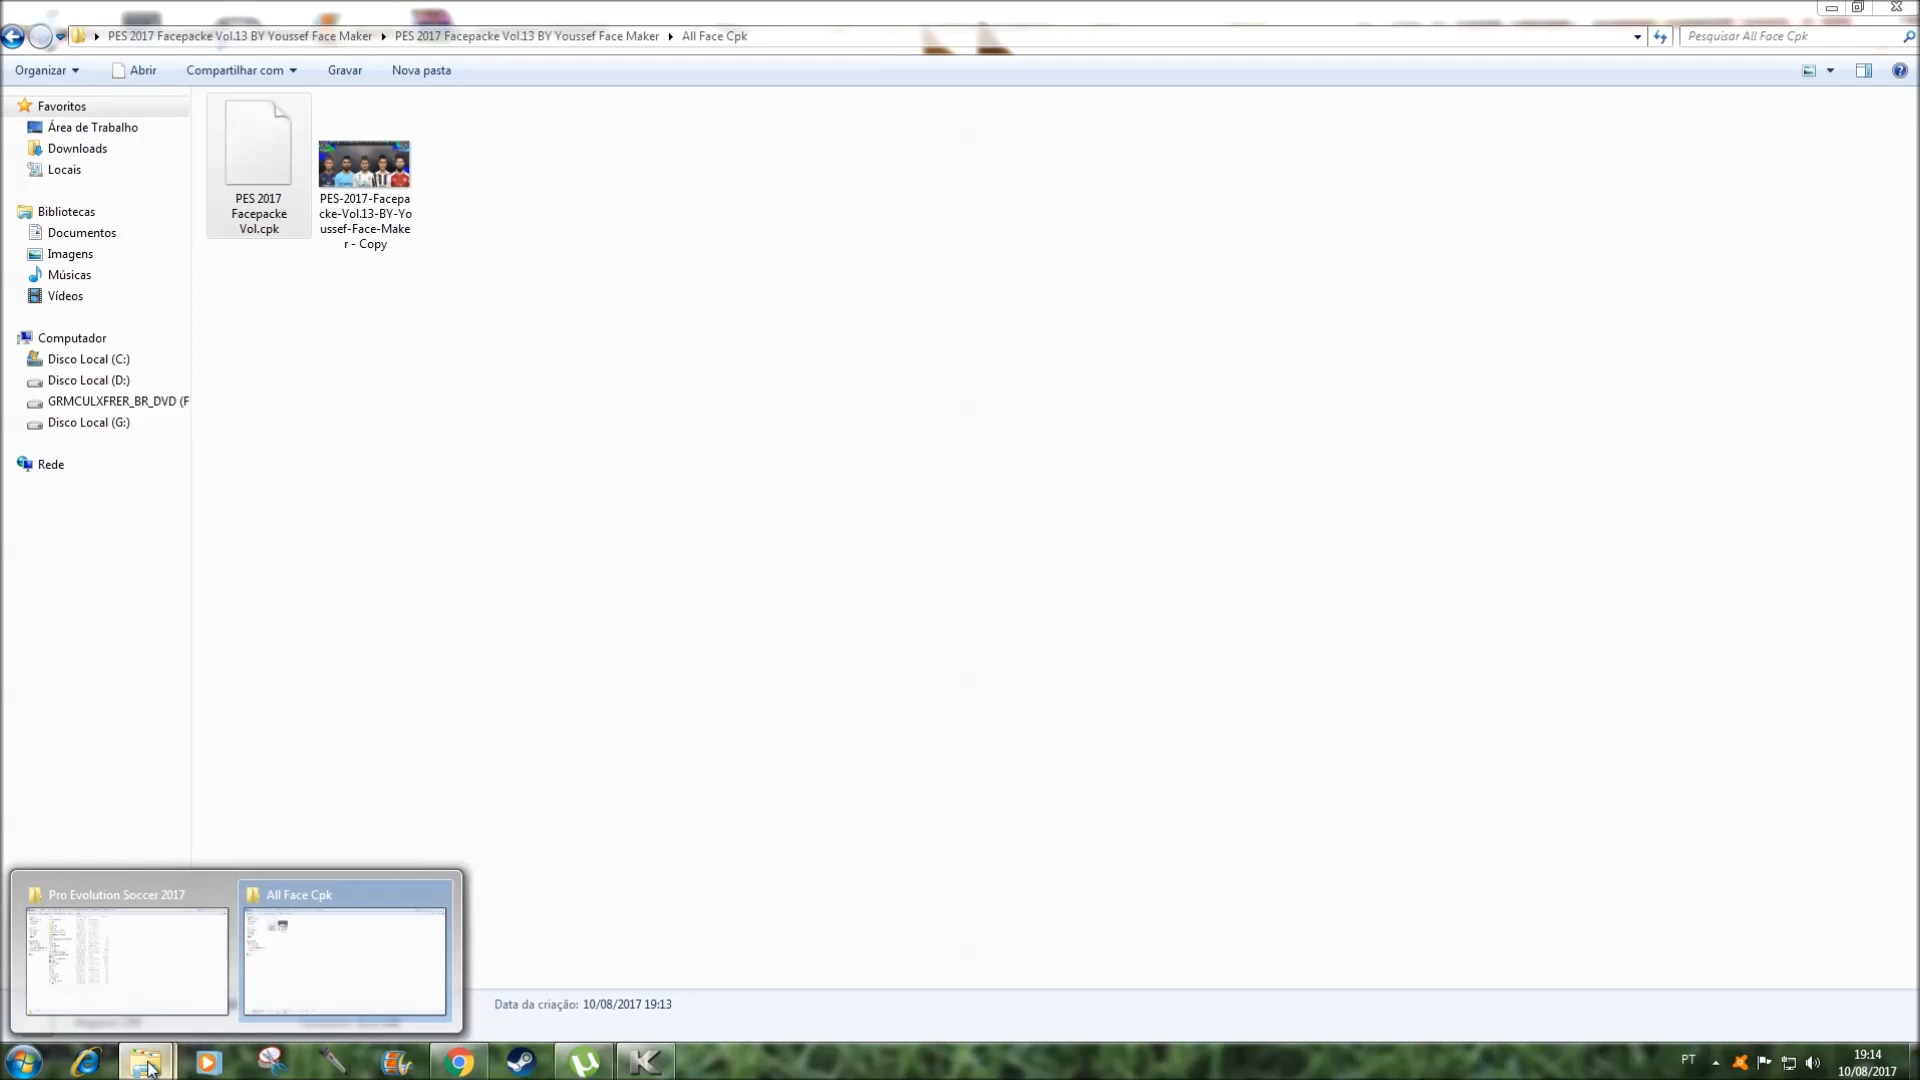 PES 2017 Facepacke Vol.13 BY Youssef Face Maker PES 2017 Facepacke Vol.13 BY Youssef Face Maker All Face Cpk
Pesquisar All Face Cpk
Organizar Abrir Compartilhar com Gravar Nova pasta
Favoritos
Área de Trabalho
Downloads
Locais
Bibliotecas
Documentos
Imagens
Músicas
Vídeos
Computador
Disco Local (C:)
Disco Local (D:)
GRMCULXFRER_BR_DVD (F
Disco Local (G:)
Rede
PES 2017
Facepacke
Vol.cpk
PES-2017-Facepa
cke-Vol.13-BY-Yo
ussef-Face-Make
r - Copy
Pro Evolution Soccer 2017
All Face Cpk
Data da criação: 10/08/2017 19:13
PT
19:14
10/08/2017